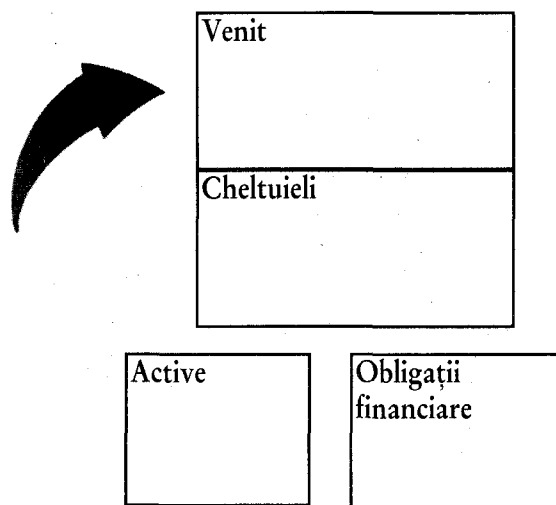 Venit
Cheltuieli
Active
Obligații
financiare